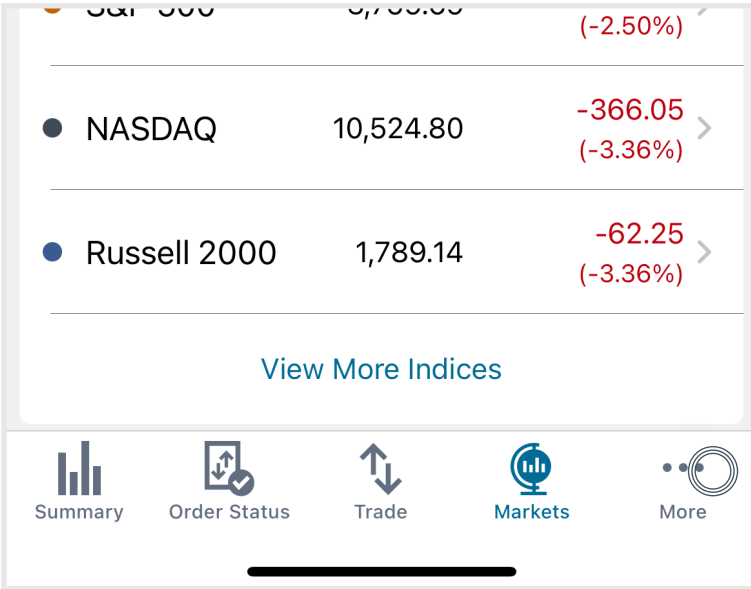 S&P 500
(-2.50%)
NASDAQ 10,524.80 -366.05
(-3.36%)
Russell 2000 1,789.14 -62.25
(-3.36%)
View More Indices
Summary Order Status Trade Markets More